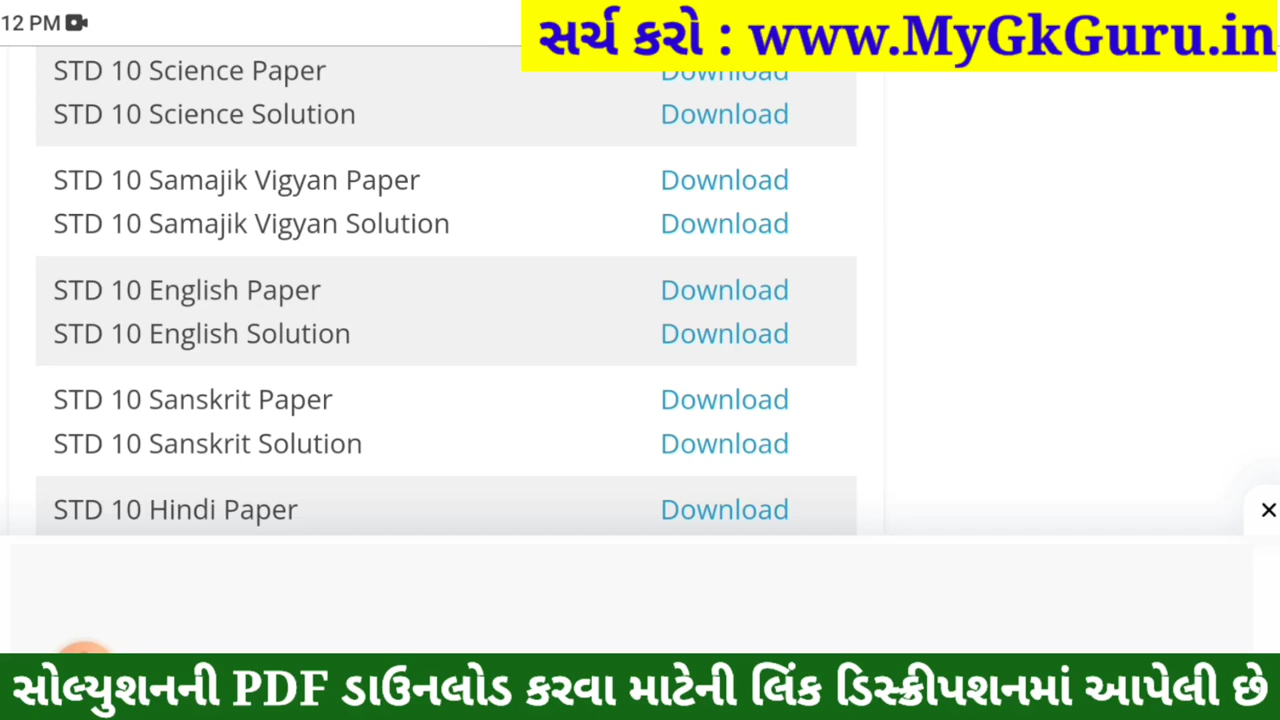 12 PM
સર્ચ કરો : www.MyGkGuru.in
STD 10 Science Paper Download
STD 10 Science Solution Download
STD 10 Samajik Vigyan Paper Download
STD 10 Samajik Vigyan Solution Download
STD 10 English Paper Download
STD 10 English Solution Download
STD 10 Sanskrit Paper Download
STD 10 Sanskrit Solution Download
STD 10 Hindi Paper Download
સોલ્યુશનની PDF ડાઉનલોડ કરવા માટેની લિંક ડિસ્ક્રીપશનમાં આપેલી છે